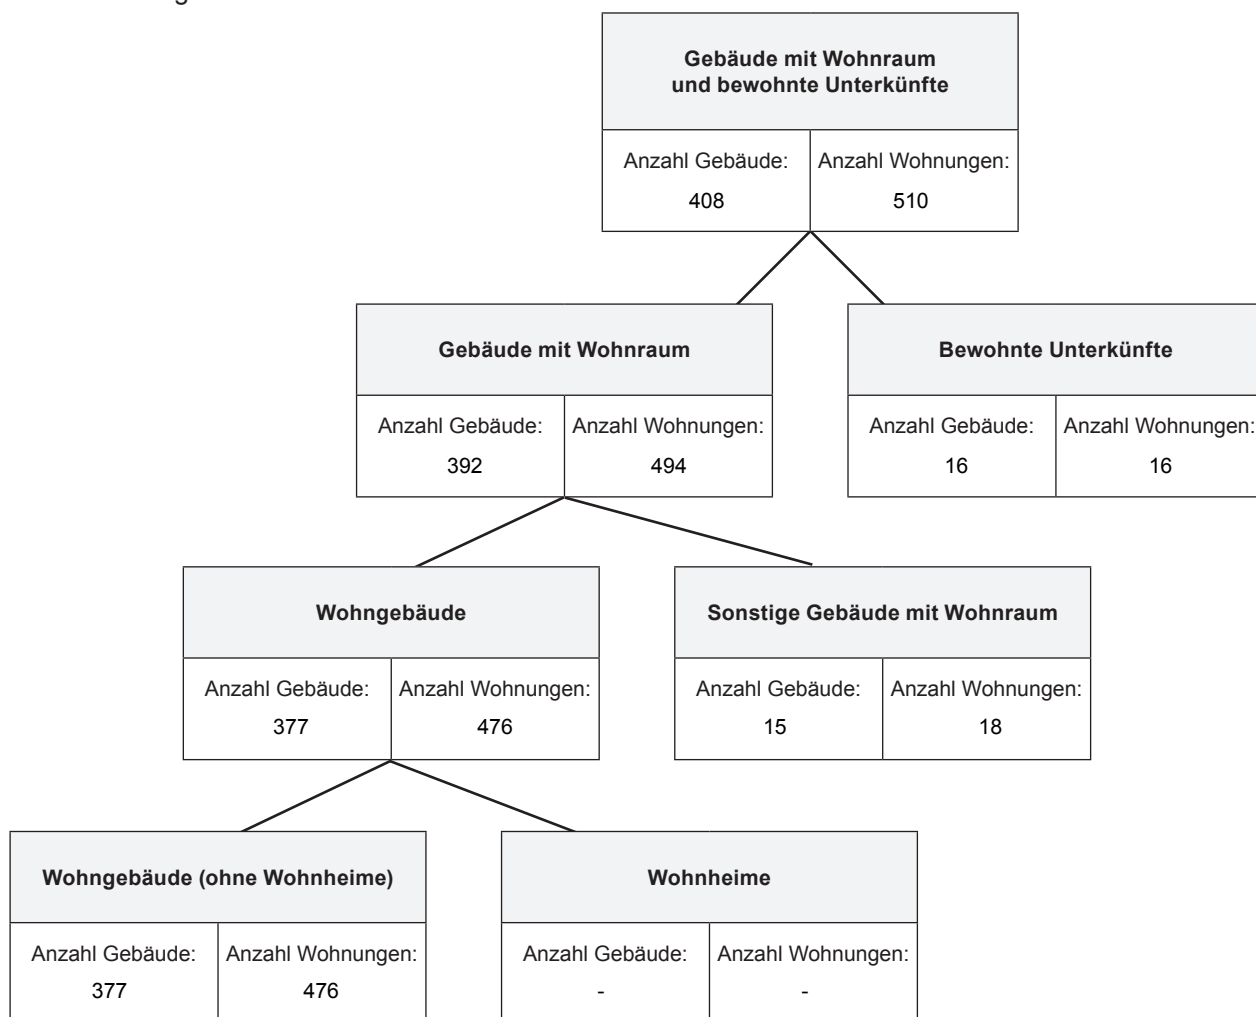 Gebäude mit Wohnraum
und bewohnte Unterkünfte
Anzahl Gebäude: Anzahl Wohnungen:
408 510
Gebäude mit Wohnraum
Anzahl Gebäude: Anzahl Wohnungen:
392 494
Bewohnte Unterkünfte
Anzahl Gebäude: Anzahl Wohnungen:
16 16
Wohngebäude
Anzahl Gebäude: Anzahl Wohnungen:
377 476
Sonstige Gebäude mit Wohnraum
Anzahl Gebäude: Anzahl Wohnungen:
15 18
Wohngebäude (ohne Wohnheime)
Anzahl Gebäude: Anzahl Wohnungen:
377 476
Wohnheime
Anzahl Gebäude: Anzahl Wohnungen:
- -